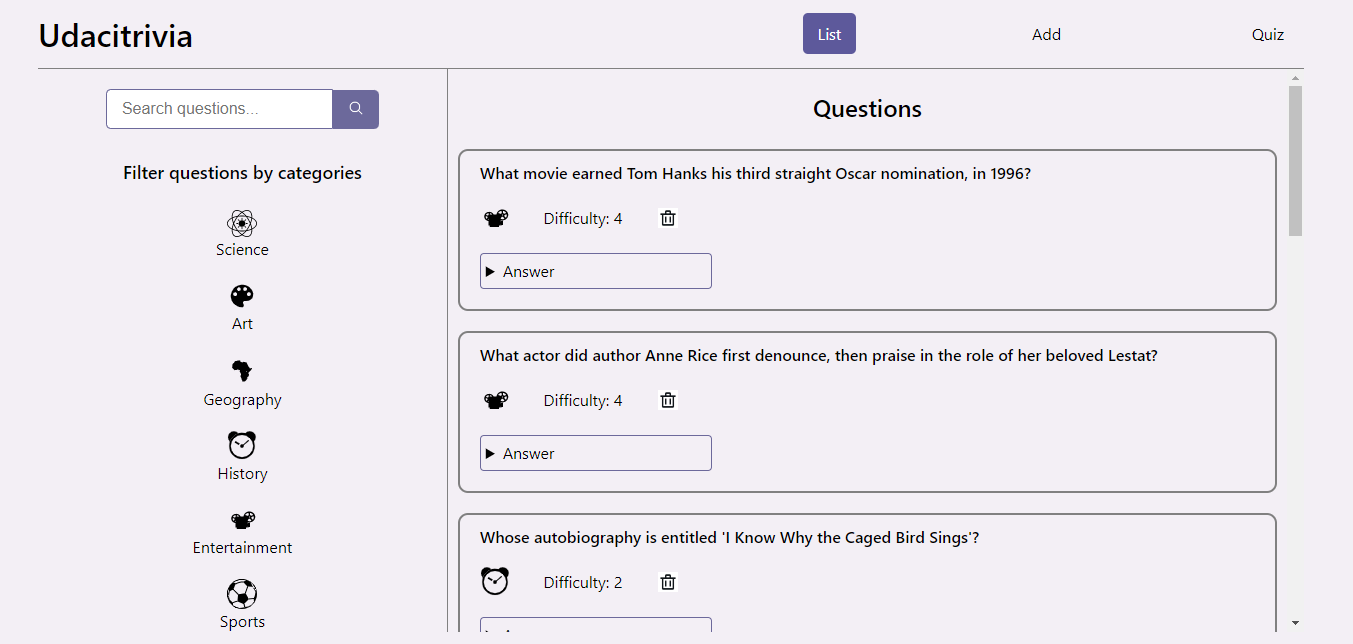 Udacitrivia
List
Add
Quiz
Search questions...
Filter questions by categories
Science
Art
Geography
History
Entertainment
Sports
Questions
What movie earned Tom Hanks his third straight Oscar nomination, in 1996?
Difficulty: 4
Answer
What actor did author Anne Rice first denounce, then praise in the role of her beloved Lestat?
Difficulty: 4
Answer
Whose autobiography is entitled 'I Know Why the Caged Bird Sings'?
Difficulty: 2